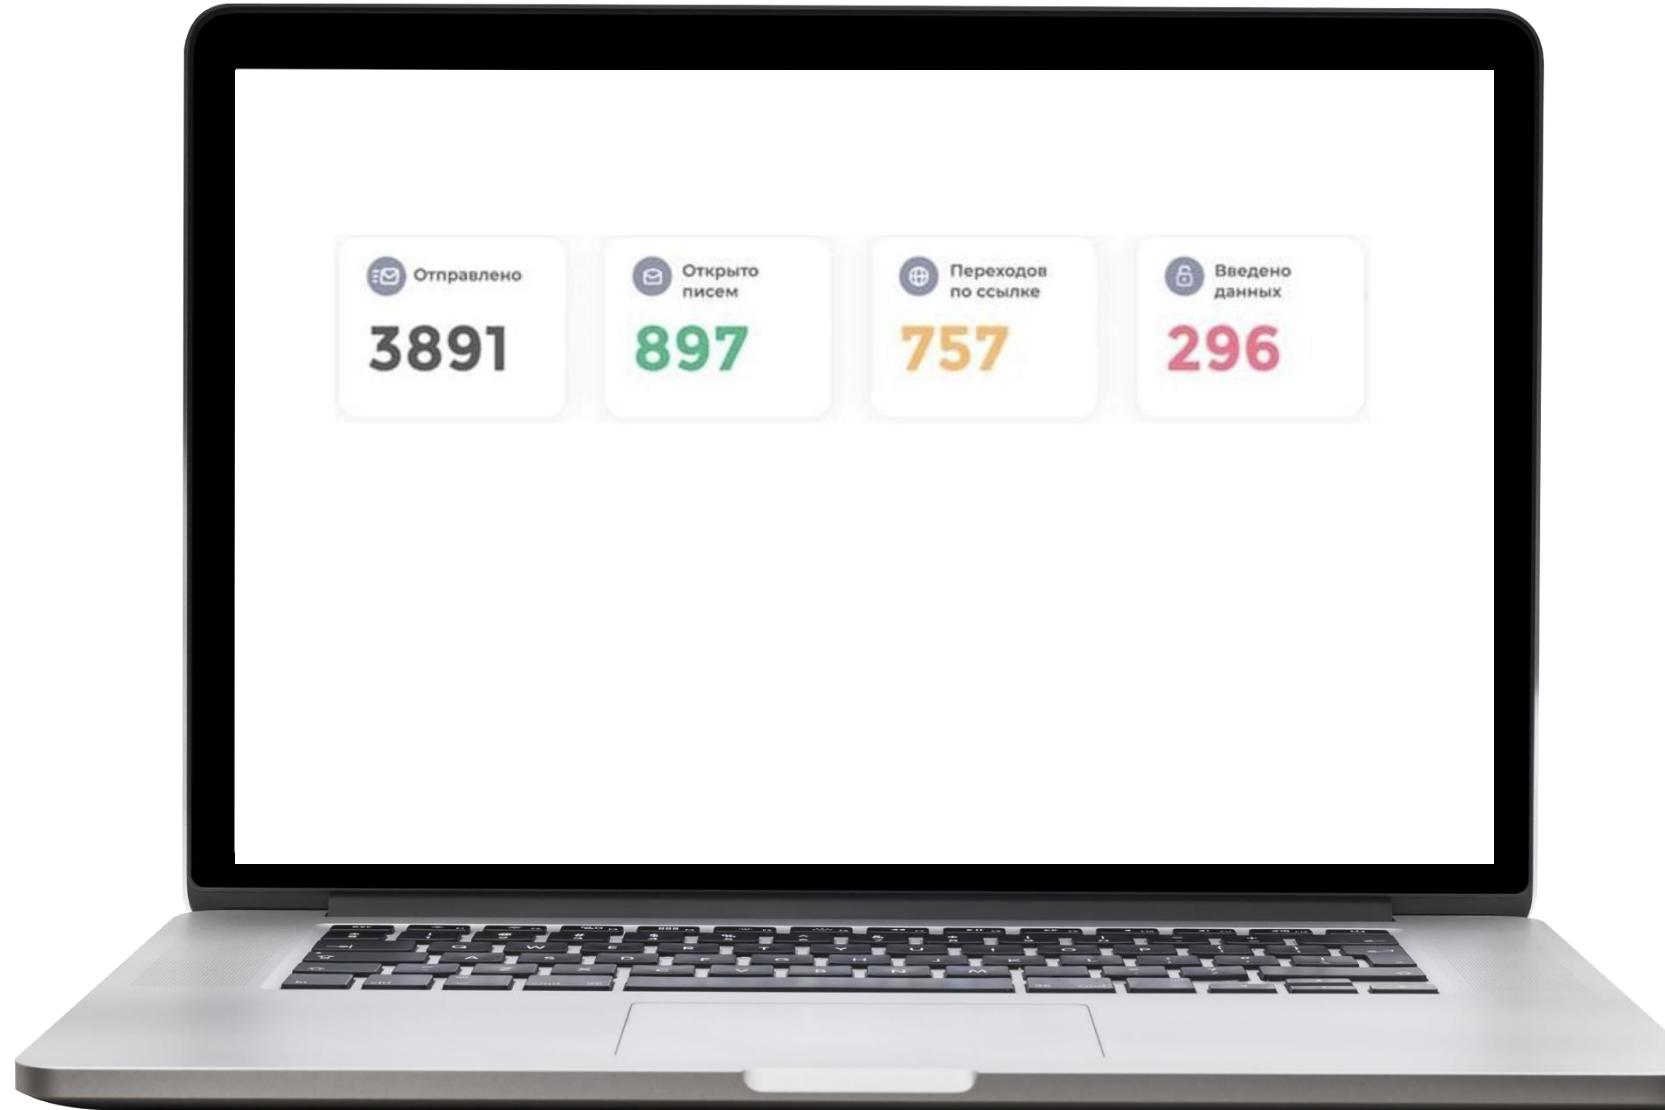 Отправлено
3891
Открыто
писем
897
Переходов
по ссылке
757
Введено
данных
296